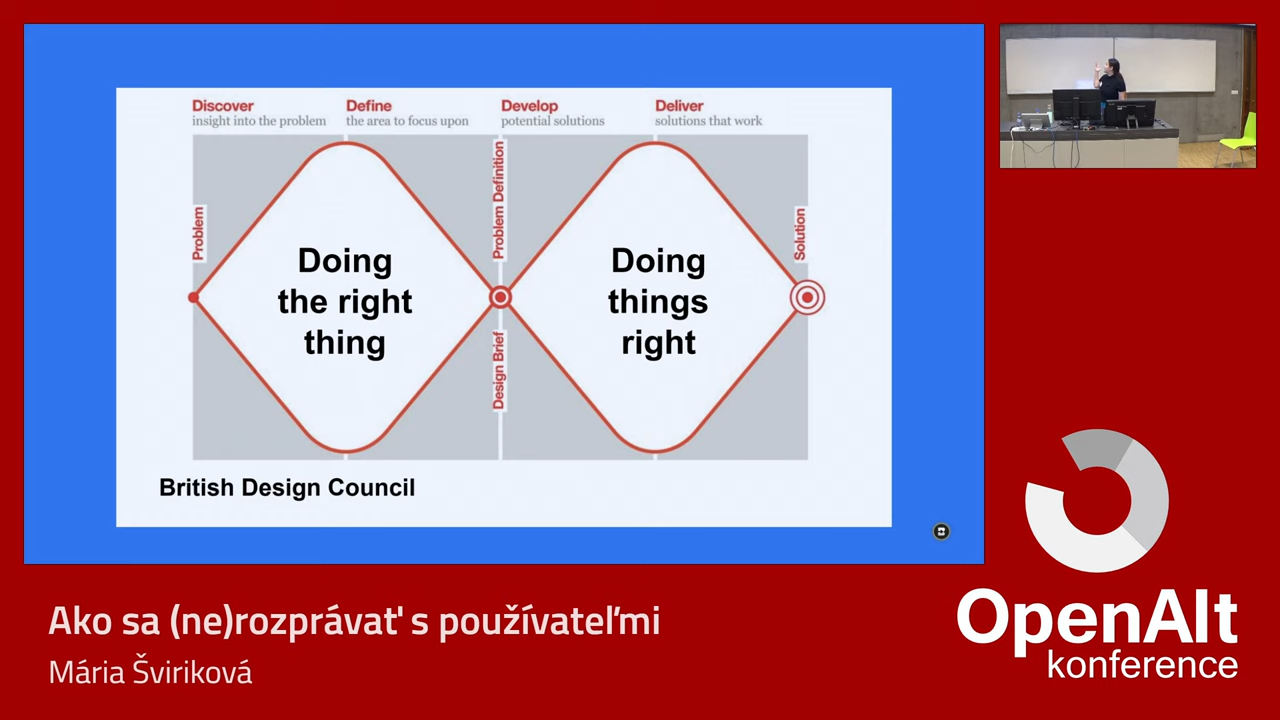 Discover
insight into the problem
Define
the area to focus upon
Develop
potential solutions
Deliver
solutions that work
Problem
Problem Definition
Design Brief
Solution
Doing
the right
thing
Doing
things
right
British Design Council
Ako sa (ne)rozprávať s používateľmi
Mária Šviriková
OpenAlt
konference